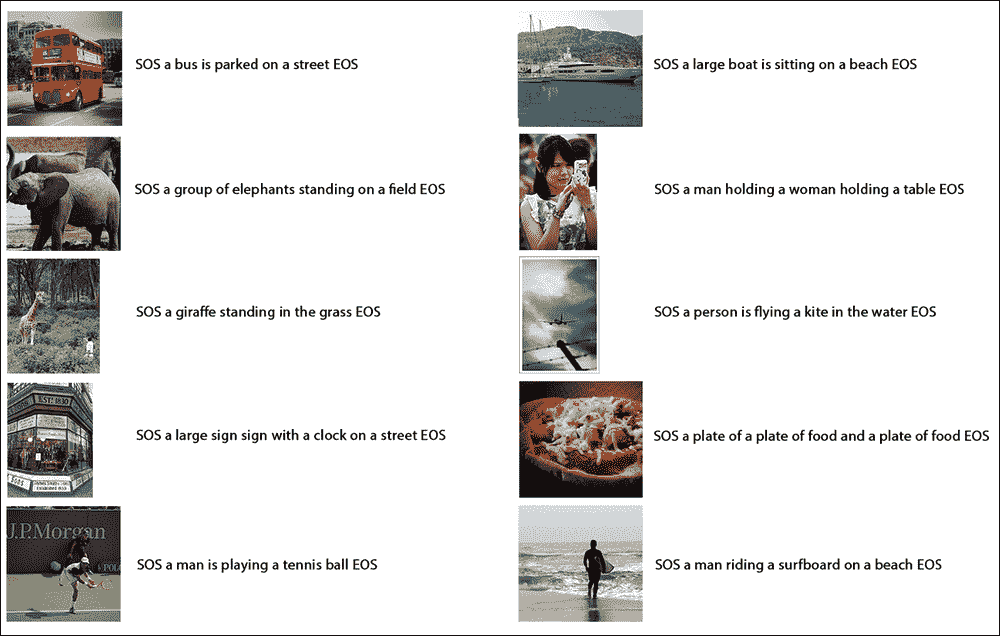 SOS a bus is parked on a street EOS
SOS a large boat is sitting on a beach EOS
SOS a group of elephants standing on a field EOS
SOS a man holding a woman holding a table EOS
SOS a giraffe standing in the grass EOS
SOS a person is flying a kite in the water EOS
EST. 1830
SOS a large sign sign with a clock on a street EOS
SOS a plate of a plate of food and a plate of food EOS
J.P.Morgan
SOS a man is playing a tennis ball EOS
SOS a man riding a surfboard on a beach EOS